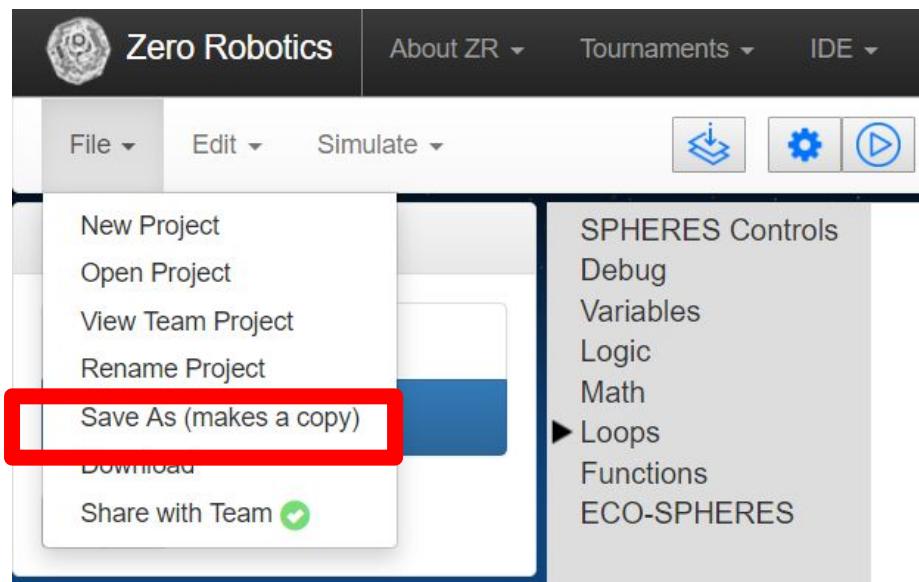 Zero Robotics About ZR Tournaments IDE
File Edit Simulate
New Project
Open Project
View Team Project
Rename Project
Save As (makes a copy)
Download
Share with Team
SPHERES Controls
Debug
Variables
Logic
Math
Loops
Functions
ECO-SPHERES